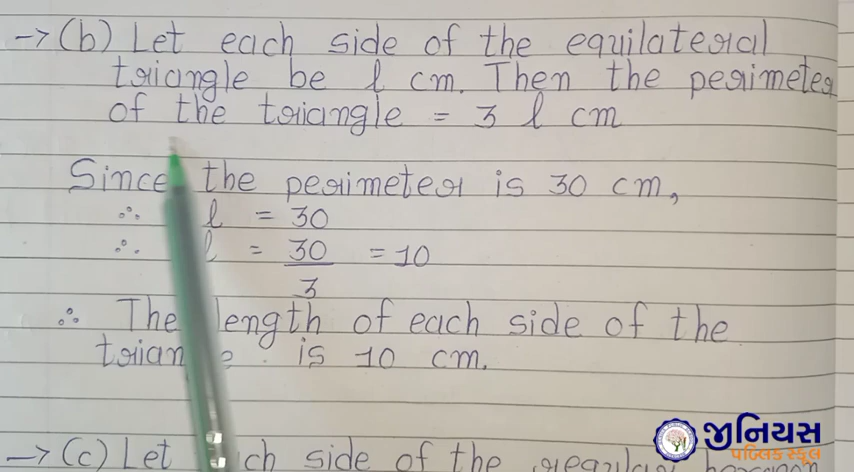 → (b) Let each side of the equilateral
triangle be l cm. Then the perimeter
of the triangle = 3 l cm
Since the perimeter is 30 cm,
∴ l = 30
∴ l = 30/3 = 10
∴ The length of each side of the
is 10 cm.
→ (c) Let side of the
જીનિયસ
પબ્લિક સ્કુલ